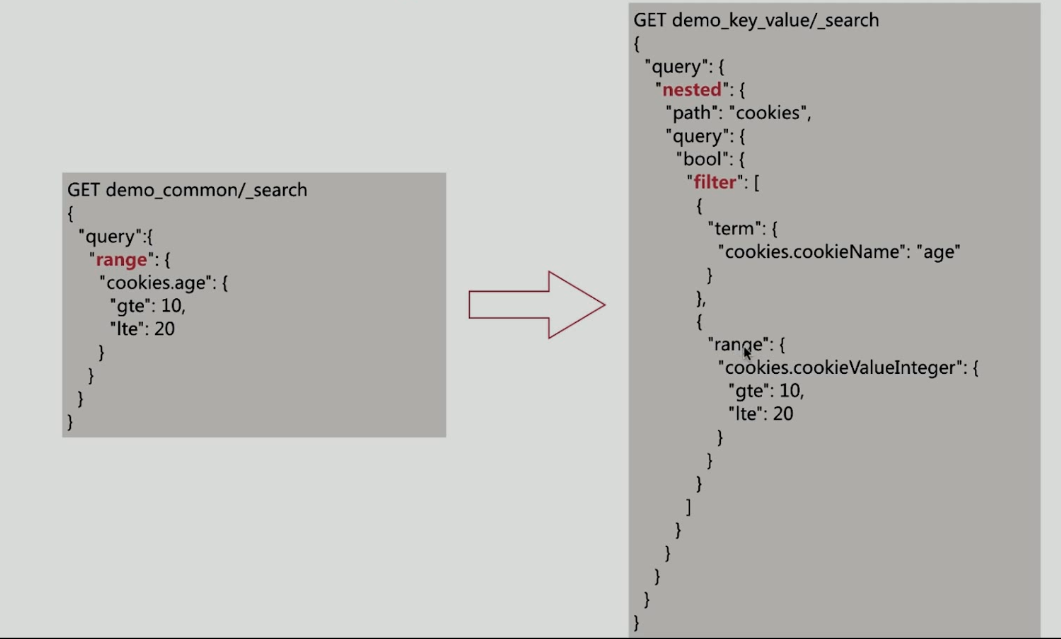 GET demo_common/_search
{
"query":{
"range": {
"cookies.age": {
"gte": 10,
"lte": 20
}
}
}
}
GET demo_key_value/_search
{
"query": {
"nested": {
"path": "cookies",
"query": {
"bool": {
"filter": [
{
"term": {
"cookies.cookieName": "age"
}
},
{
"range": {
"cookies.cookieValueInteger": {
"gte": 10,
"lte": 20
}
}
}
]
}
}
}
}
}